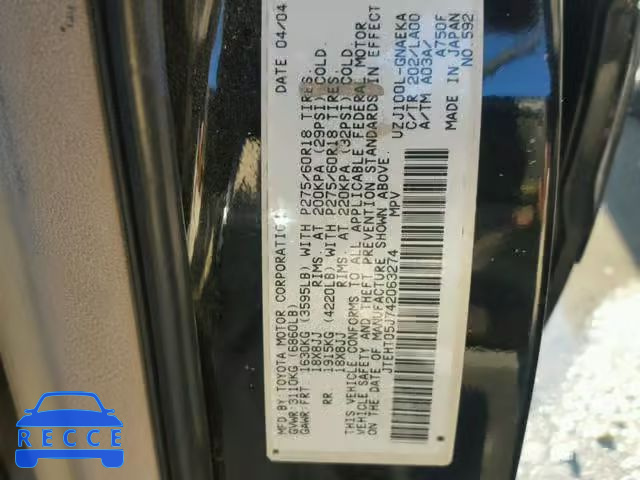 MFD BY TOYOTA MOTOR CORPORATION DATE 04/04
GVWR 3110KG (6860LB)
GAWR:FRT 1630KG (3595LB) WITH P275/60R18 TIRES,
18X8JJ RIMS, AT 200KPA (29PSI) COLD.
RR 1915KG (4220LB) WITH P275/60R18 TIRES,
18X8JJ RIMS, AT 220KPA (32PSI) COLD.
THIS VEHICLE CONFORMS TO ALL APPLICABLE FEDERAL MOTOR
VEHICLE SAFETY AND THEFT PREVENTION STANDARDS IN EFFECT
ON THE DATE OF MANUFACTURE SHOWN ABOVE.
JTEHT05J742063274 MPV
UZJ100L-GNAEKA
C/TR 202/LA00
A/TM A03A/ A750F
MADE IN JAPAN
NO.592
RECCE